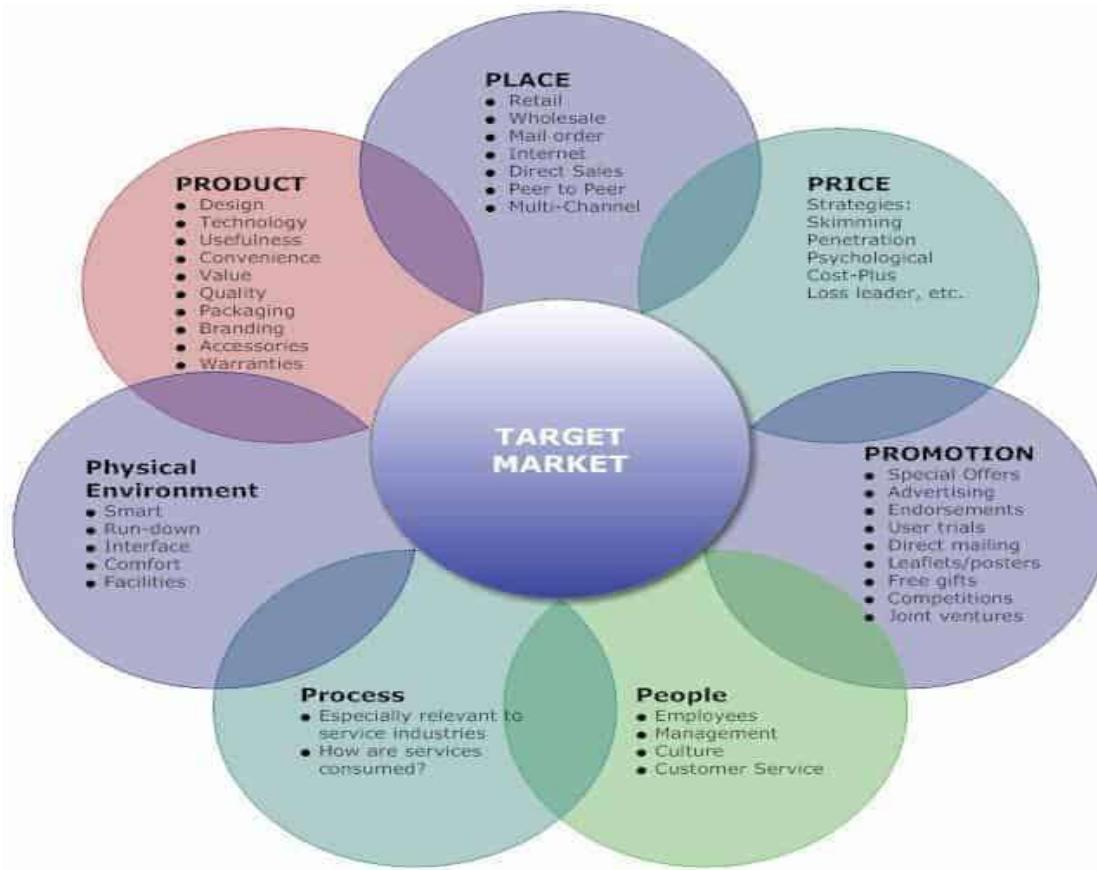 PLACE
● Retail
● Wholesale
● Mail order
● Internet
● Direct Sales
● Peer to Peer
● Multi-Channel
PRODUCT
● Design
● Technology
● Usefulness
● Convenience
● Value
● Quality
● Packaging
● Branding
● Accessories
● Warranties
PRICE
Strategies:
Skimming
Penetration
Psychological
Cost-Plus
Loss leader, etc.
TARGET
MARKET
Physical
Environment
● Smart
● Run-down
● Interface
● Comfort
● Facilities
PROMOTION
● Special Offers
● Advertising
● Endorsements
● User trials
● Direct mailing
● Leaflets/posters
● Free gifts
● Competitions
● Joint ventures
Process
● Especially relevant to
service industries
● How are services
consumed?
People
● Employees
● Management
● Culture
● Customer Service